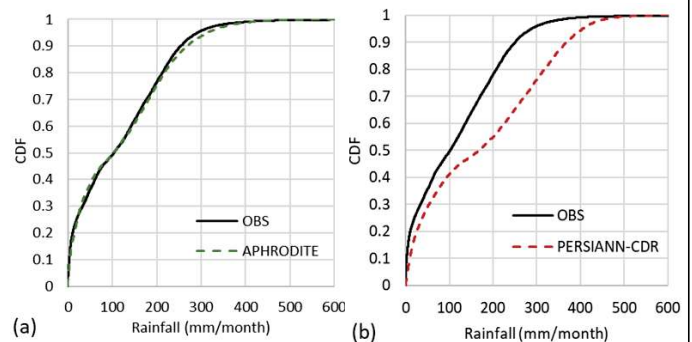 1
0.9
0.8
0.7
0.6
0.5
0.4
0.3
0.2
0.1
0
CDF
OBS
APHRODITE
0 100 200 300 400 500 600
(a) Rainfall (mm/month)
1
0.9
0.8
0.7
0.6
0.5
0.4
0.3
0.2
0.1
0
CDF
OBS
PERSIANN-CDR
0 100 200 300 400 500 600
(b) Rainfall (mm/month)